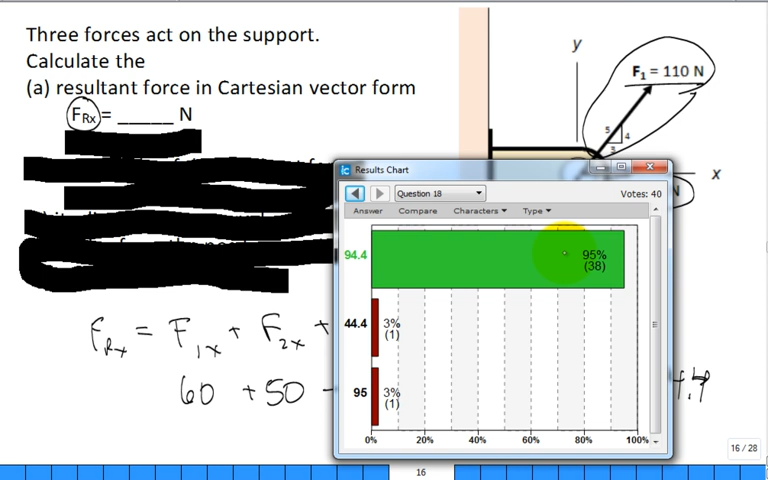 Three forces act on the support.
Calculate the
(a) resultant force in Cartesian vector form
FRx = _____ N
y
F1 = 110 N
5
4
3
x
N
Results Chart
Question 18
Votes: 40
Answer Compare Characters Type
94.4
95%
(38)
44.4
3%
(1)
95
3%
(1)
0% 20% 40% 60% 80% 100%
FRx = F1x + F2x +
60 + 50
16 / 28
16